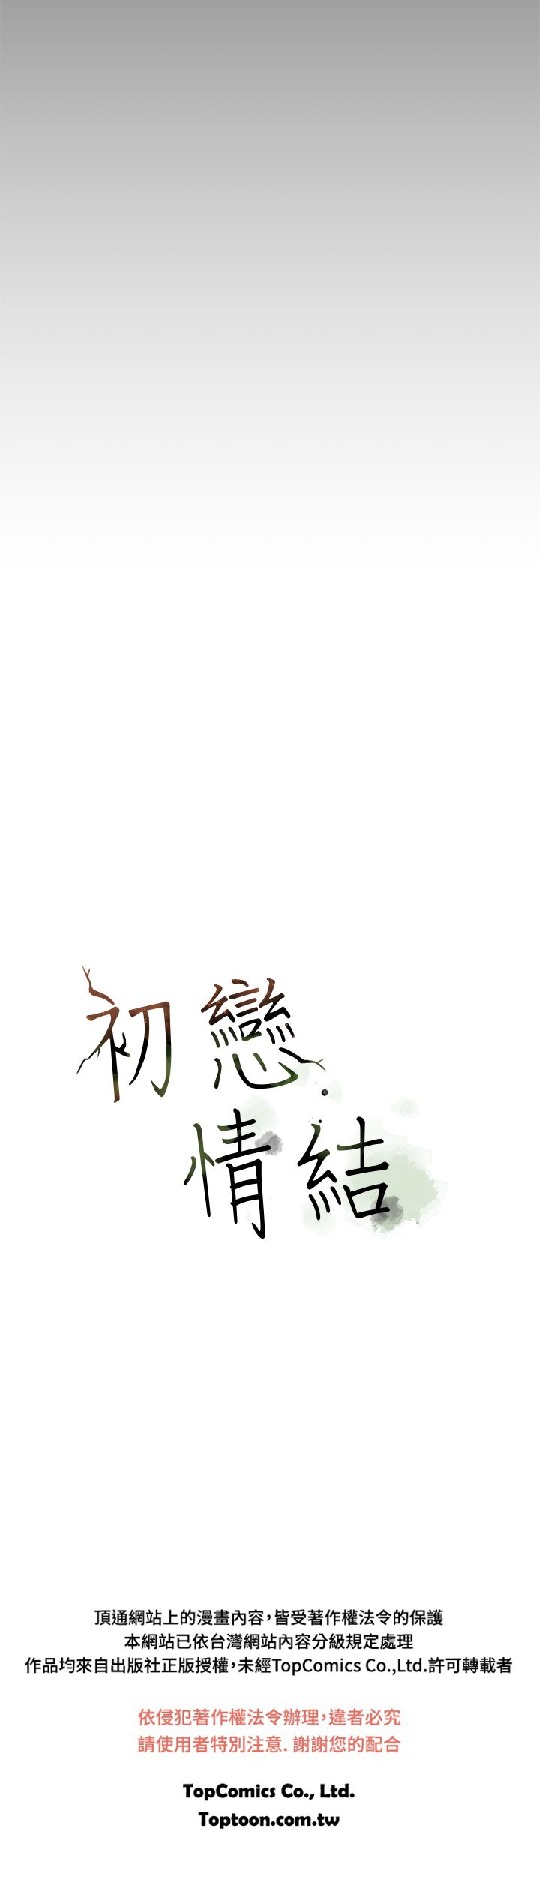 初戀
情結
頂通網站上的漫畫內容，皆受著作權法令的保護
本網站已依台灣網站內容分級規定處理
作品均來自出版社正版授權，未經TopComics Co.,Ltd.許可轉載者
依侵犯著作權法令辦理，違者必究
請使用者特別注意. 謝謝您的配合
TopComics Co., Ltd.
Toptoon.com.tw